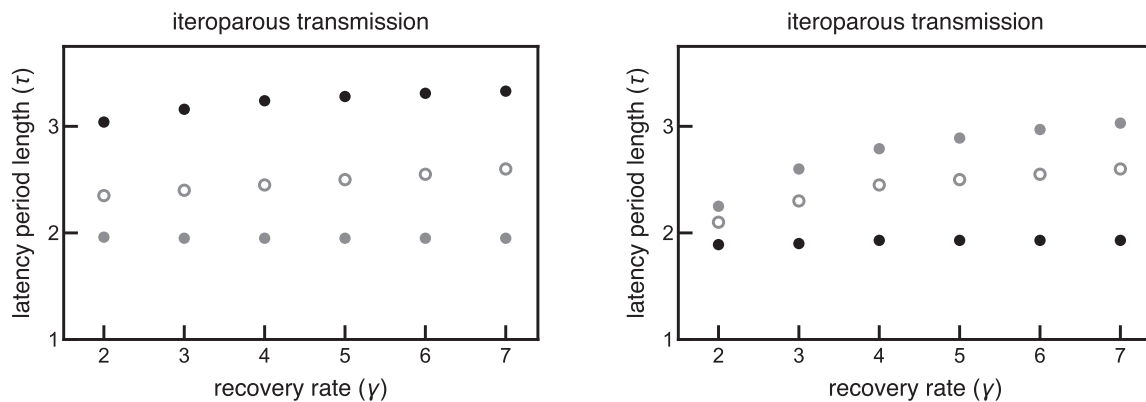 iteroparous transmission
latency period length (τ)
3
2
1
2 3 4 5 6 7
recovery rate (γ)
iteroparous transmission
latency period length (τ)
3
2
1
2 3 4 5 6 7
recovery rate (γ)